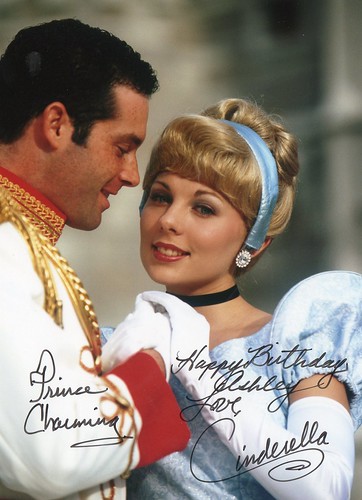 Prince
Charming
Happy Birthday
Ashley
Love,
Cinderella